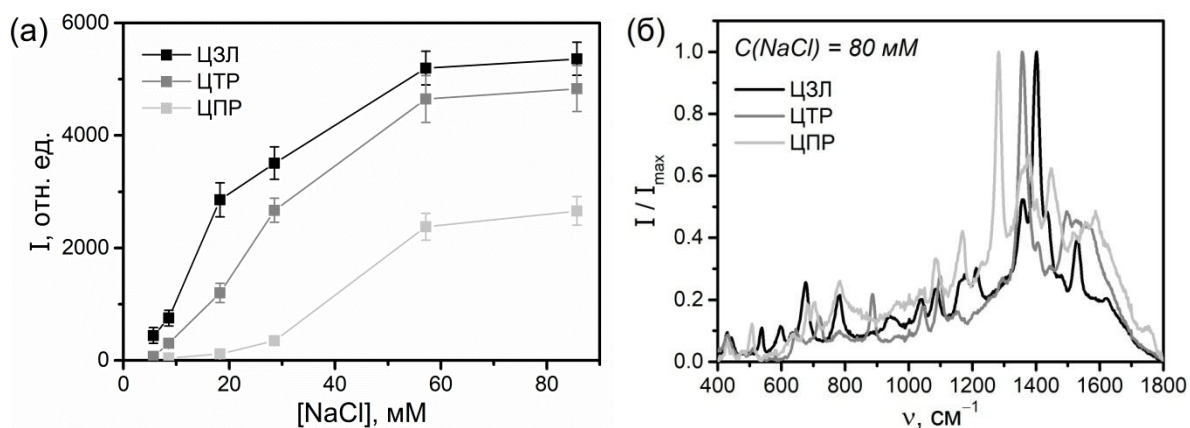 (а)
6000
4000
2000
0
I, отн. ед.
ЦЗЛ
ЦТР
ЦПР
0 20 40 60 80
[NaCl], мМ
(б)
C(NaCl) = 80 мМ
ЦЗЛ
ЦТР
ЦПР
1.0
0.8
0.6
0.4
0.2
0.0
I / Imax
400 600 800 1000 1200 1400 1600 1800
ν, см⁻¹